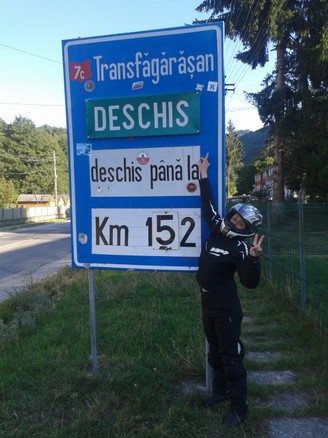 7C Transfăgărășan
DESCHIS
deschis până la
Km 152